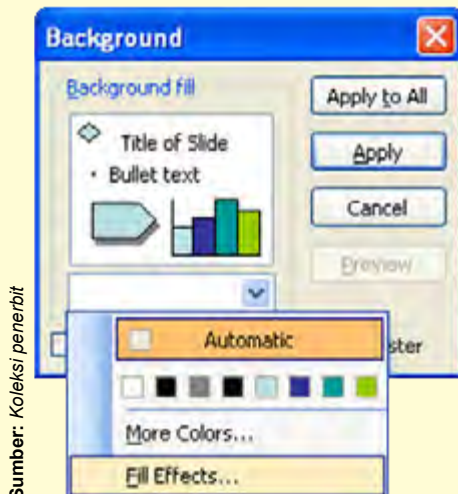 Background
Background fill
Title of Slide
• Bullet text
Apply to All
Apply
Cancel
Preview
Automatic
ster
More Colors...
Fill Effects...
Sumber: Koleksi penerbit